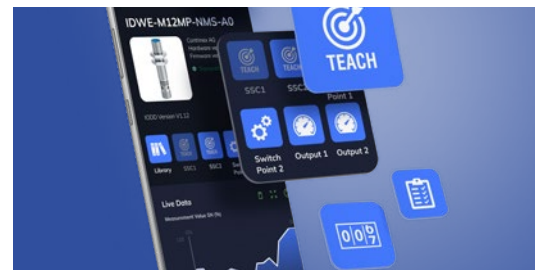 IDWE-M12MP-NMS-A0
Contrinex AG
IODD Version V1.12
Library
SSC1
SSC2
Live Data
Measurement Value SN (%)
TEACH
TEACH
SSC1
SSC2
Point 1
Switch
Point 2
Output 1
Output 2
TEACH